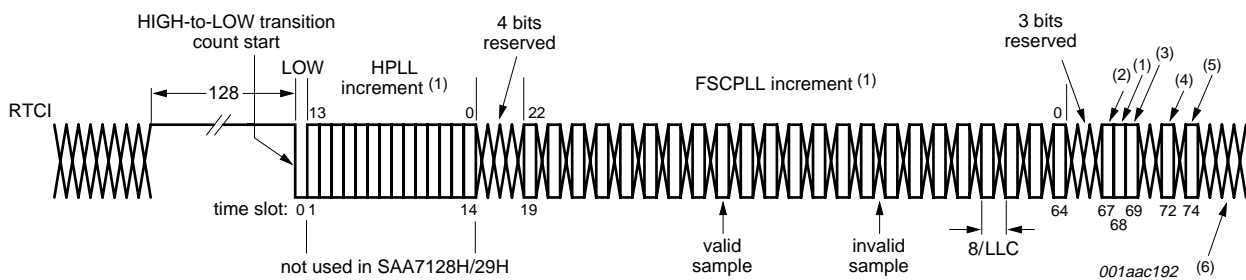 HIGH-to-LOW transition
count start
4 bits
reserved
3 bits
reserved
LOW
HPLL
increment (1)
FSCPLL increment (1)
(2)
(1)
(3)
(4)
(5)
RTCI
128
13
0
22
0
time slot:
0 1
14
19
64
67
68
69
72
74
not used in SAA7128H/29H
valid
sample
invalid
sample
8/LLC
(6)
001aac192